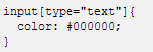 input[type="text"]{
  color: #000000;
}